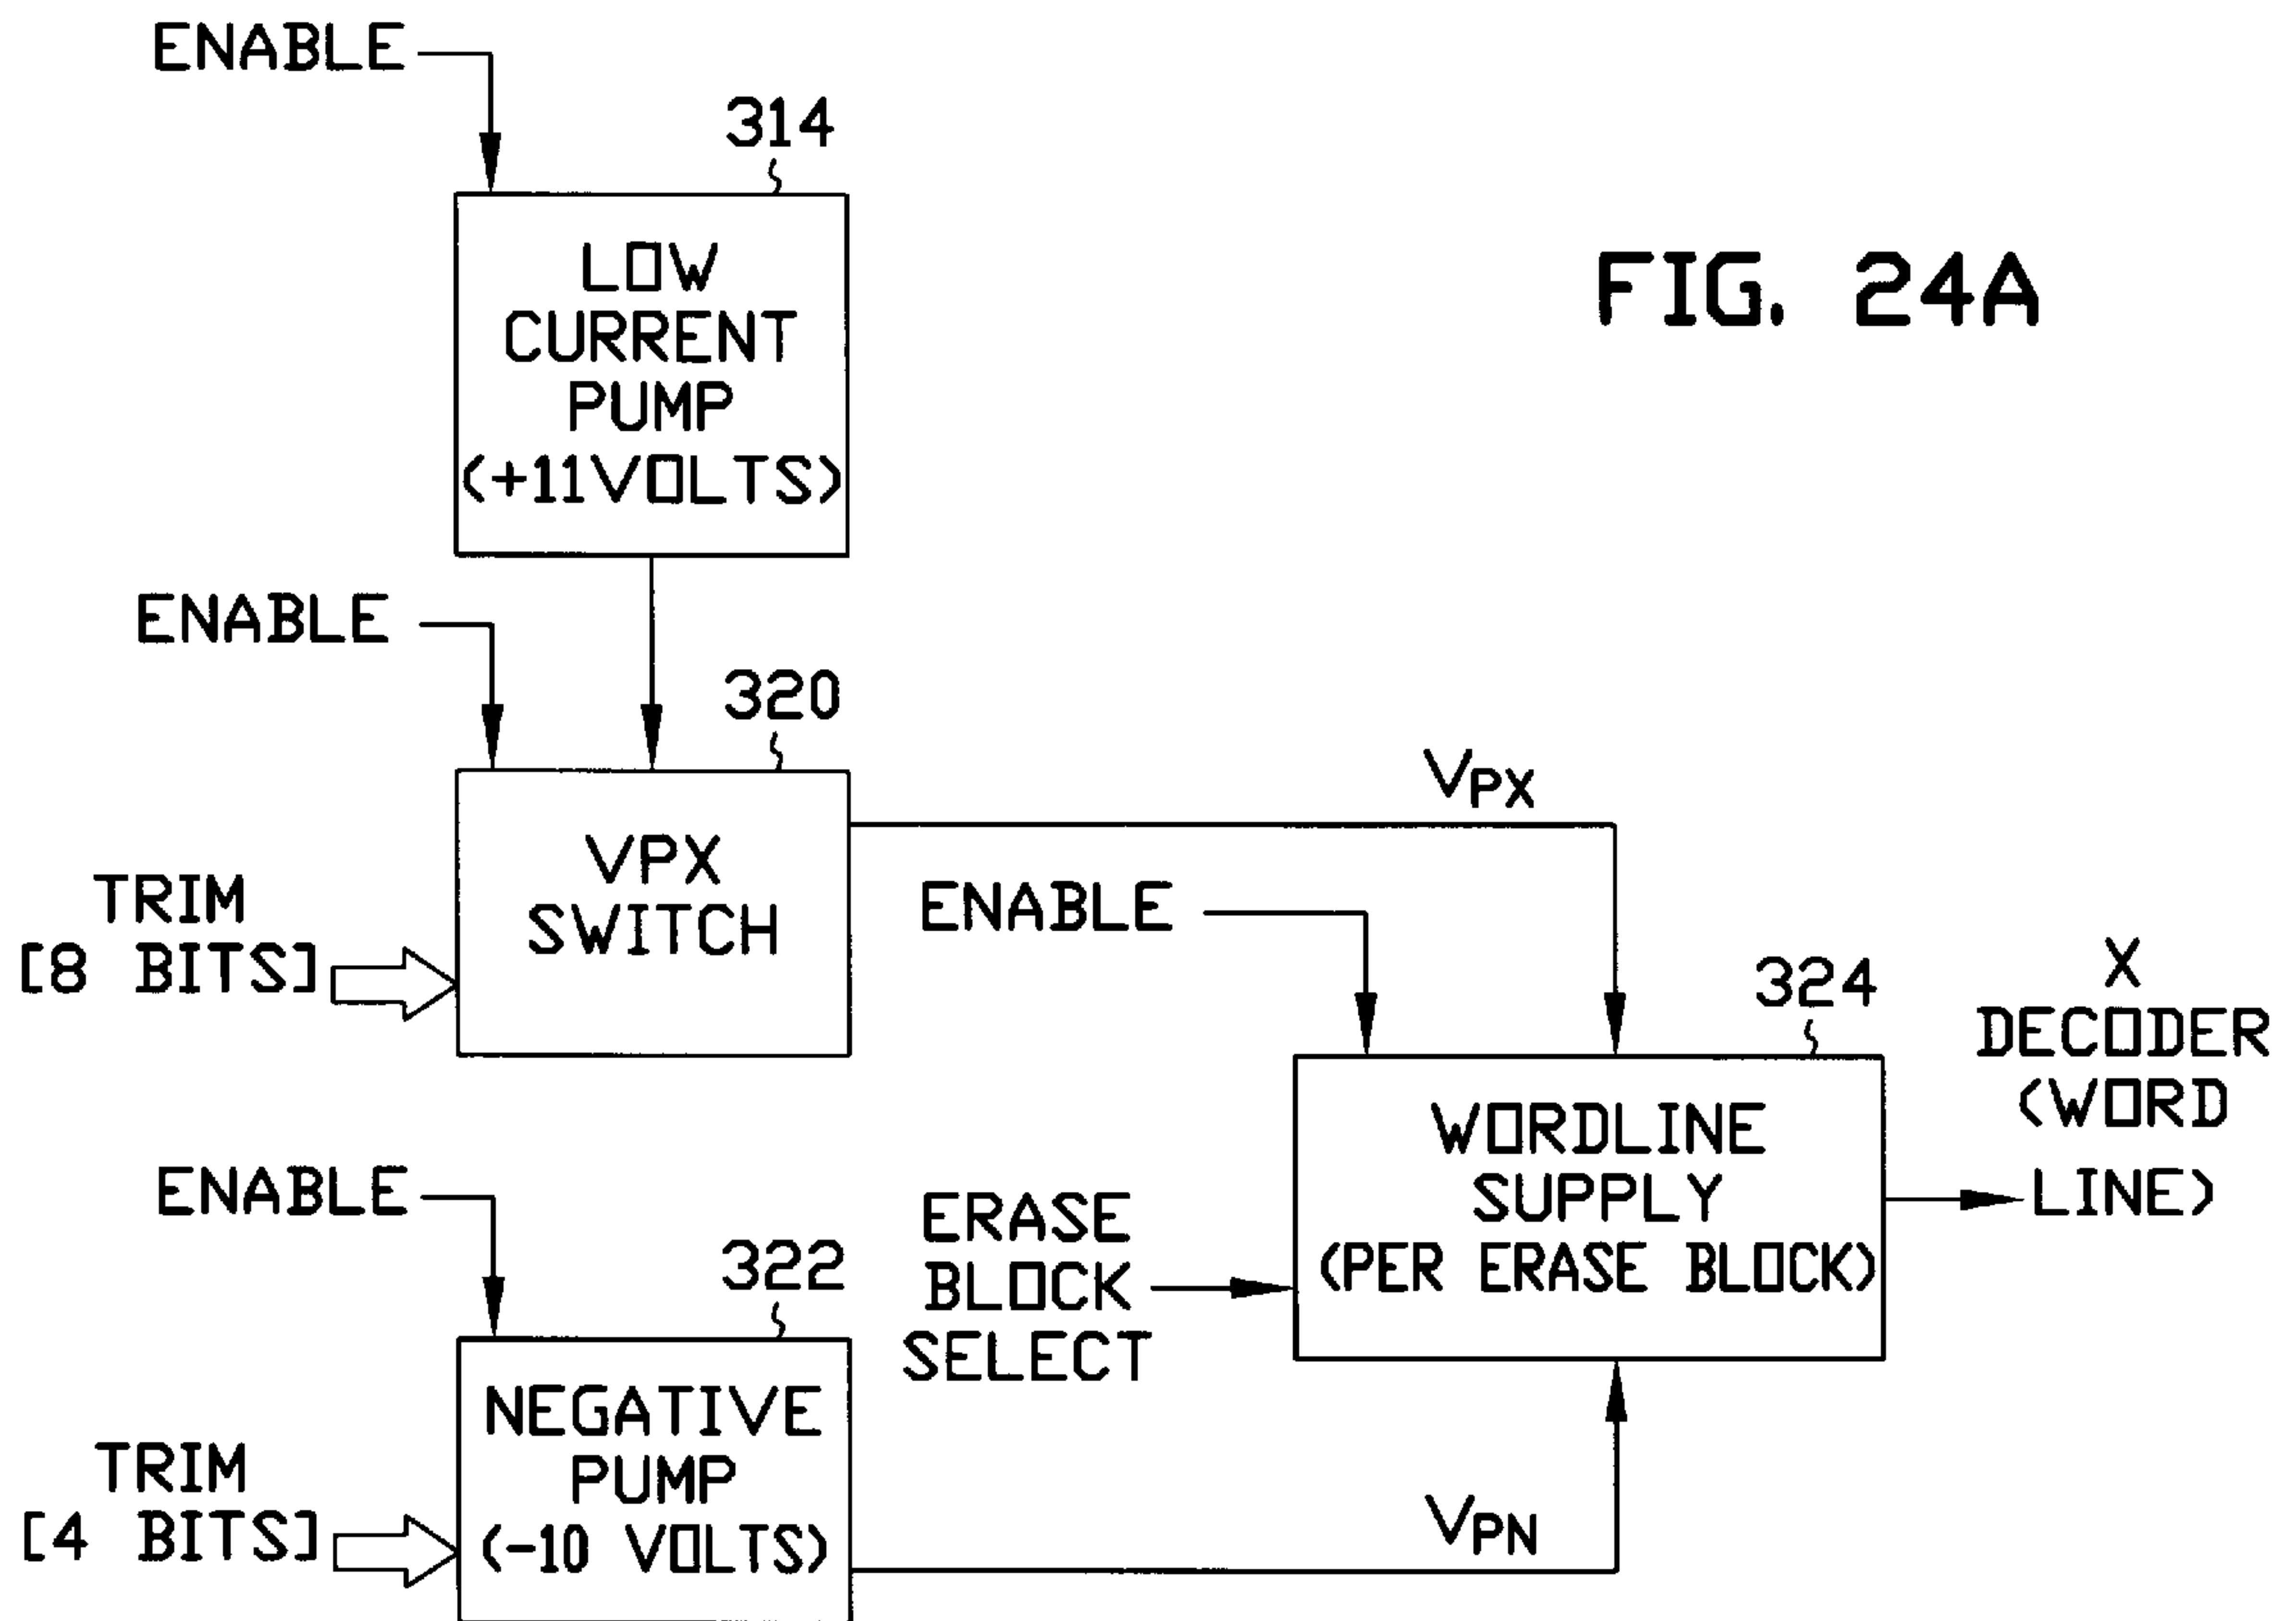 ENABLE
314
LOW
CURRENT
PUMP
(+11VOLTS)
FIG. 24A
ENABLE
320
VPX
SWITCH
TRIM
[8 BITS]
VPX
ENABLE
324
X
DECODER
(WORD
LINE)
WORDLINE
SUPPLY
(PER ERASE BLOCK)
ERASE
BLOCK
SELECT
ENABLE
322
NEGATIVE
PUMP
(-10 VOLTS)
TRIM
[4 BITS]
VPN